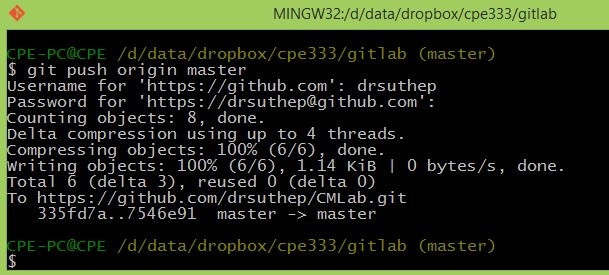 MINGW32:/d/data/dropbox/cpe333/gitlab
CPE-PC@CPE /d/data/dropbox/cpe333/gitlab (master)
$ git push origin master
Username for 'https://github.com': drsuthep
Password for 'https://drsuthep@github.com':
Counting objects: 8, done.
Delta compression using up to 4 threads.
Compressing objects: 100% (6/6), done.
Writing objects: 100% (6/6), 1.14 KiB | 0 bytes/s, done.
Total 6 (delta 3), reused 0 (delta 0)
To https://github.com/drsuthep/CMLab.git
   335fd7a..7546e91  master -> master
CPE-PC@CPE /d/data/dropbox/cpe333/gitlab (master)
$